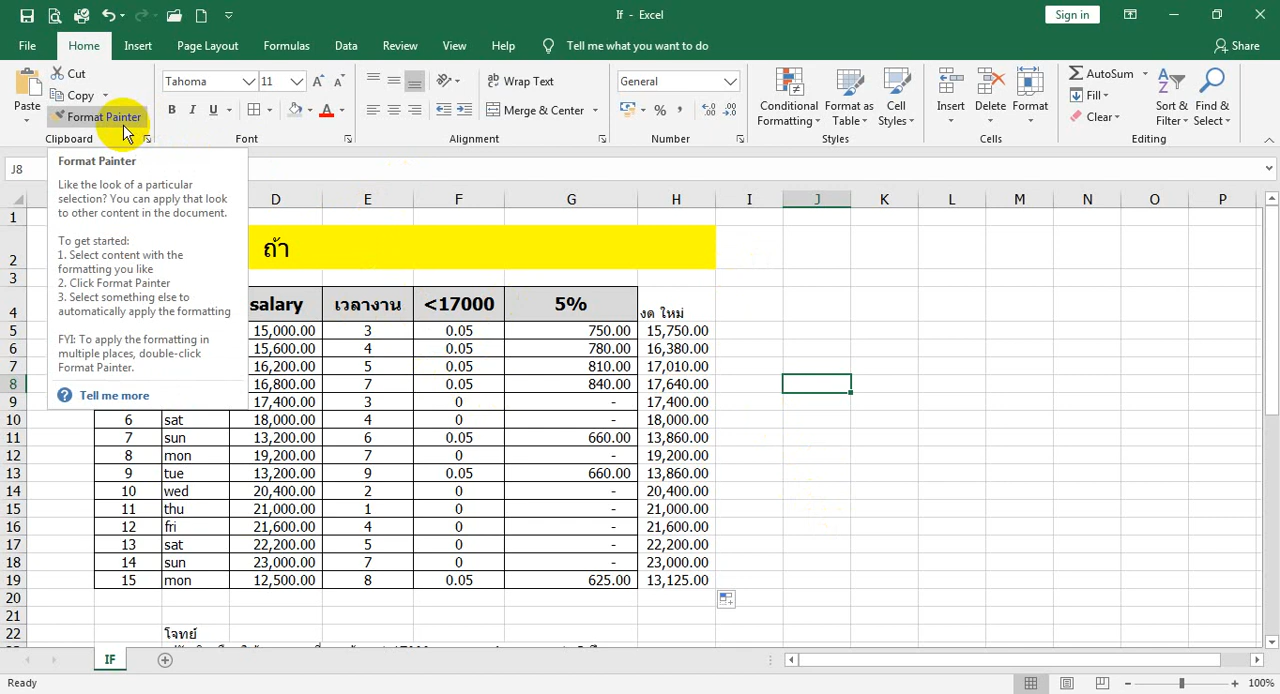 If - Excel
Sign in
File Home Insert Page Layout Formulas Data Review View Help Tell me what you want to do Share
Paste
Cut
Copy
Format Painter
Clipboard
Tahoma 11
B I U
Font
Wrap Text
Merge & Center
Alignment
General
%
Number
Conditional Formatting
Format as Table
Cell Styles
Styles
Insert
Delete
Format
Cells
AutoSum
Fill
Clear
Sort & Filter
Find & Select
Editing
J8
Format Painter
Like the look of a particular
selection? You can apply that look
to other content in the document.
To get started:
1. Select content with the
formatting you like
2. Click Format Painter
3. Select something else to
automatically apply the formatting
FYI: To apply the formatting in
multiple places, double-click
Format Painter.
Tell me more
D E F G H I J K L M N O P
1
2 ถ้า
3
4 salary เวลางาน <17000 5% งด ใหม่
5 15,000.00 3 0.05 750.00 15,750.00
6 15,600.00 4 0.05 780.00 16,380.00
7 16,200.00 5 0.05 810.00 17,010.00
8 16,800.00 7 0.05 840.00 17,640.00
9 17,400.00 3 0 - 17,400.00
10 6 sat 18,000.00 4 0 - 18,000.00
11 7 sun 13,200.00 6 0.05 660.00 13,860.00
12 8 mon 19,200.00 7 0 - 19,200.00
13 9 tue 13,200.00 9 0.05 660.00 13,860.00
14 10 wed 20,400.00 2 0 - 20,400.00
15 11 thu 21,000.00 1 0 - 21,000.00
16 12 fri 21,600.00 4 0 - 21,600.00
17 13 sat 22,200.00 5 0 - 22,200.00
18 14 sun 23,000.00 7 0 - 23,000.00
19 15 mon 12,500.00 8 0.05 625.00 13,125.00
20
21
22 โจทย์
IF
Ready
100%